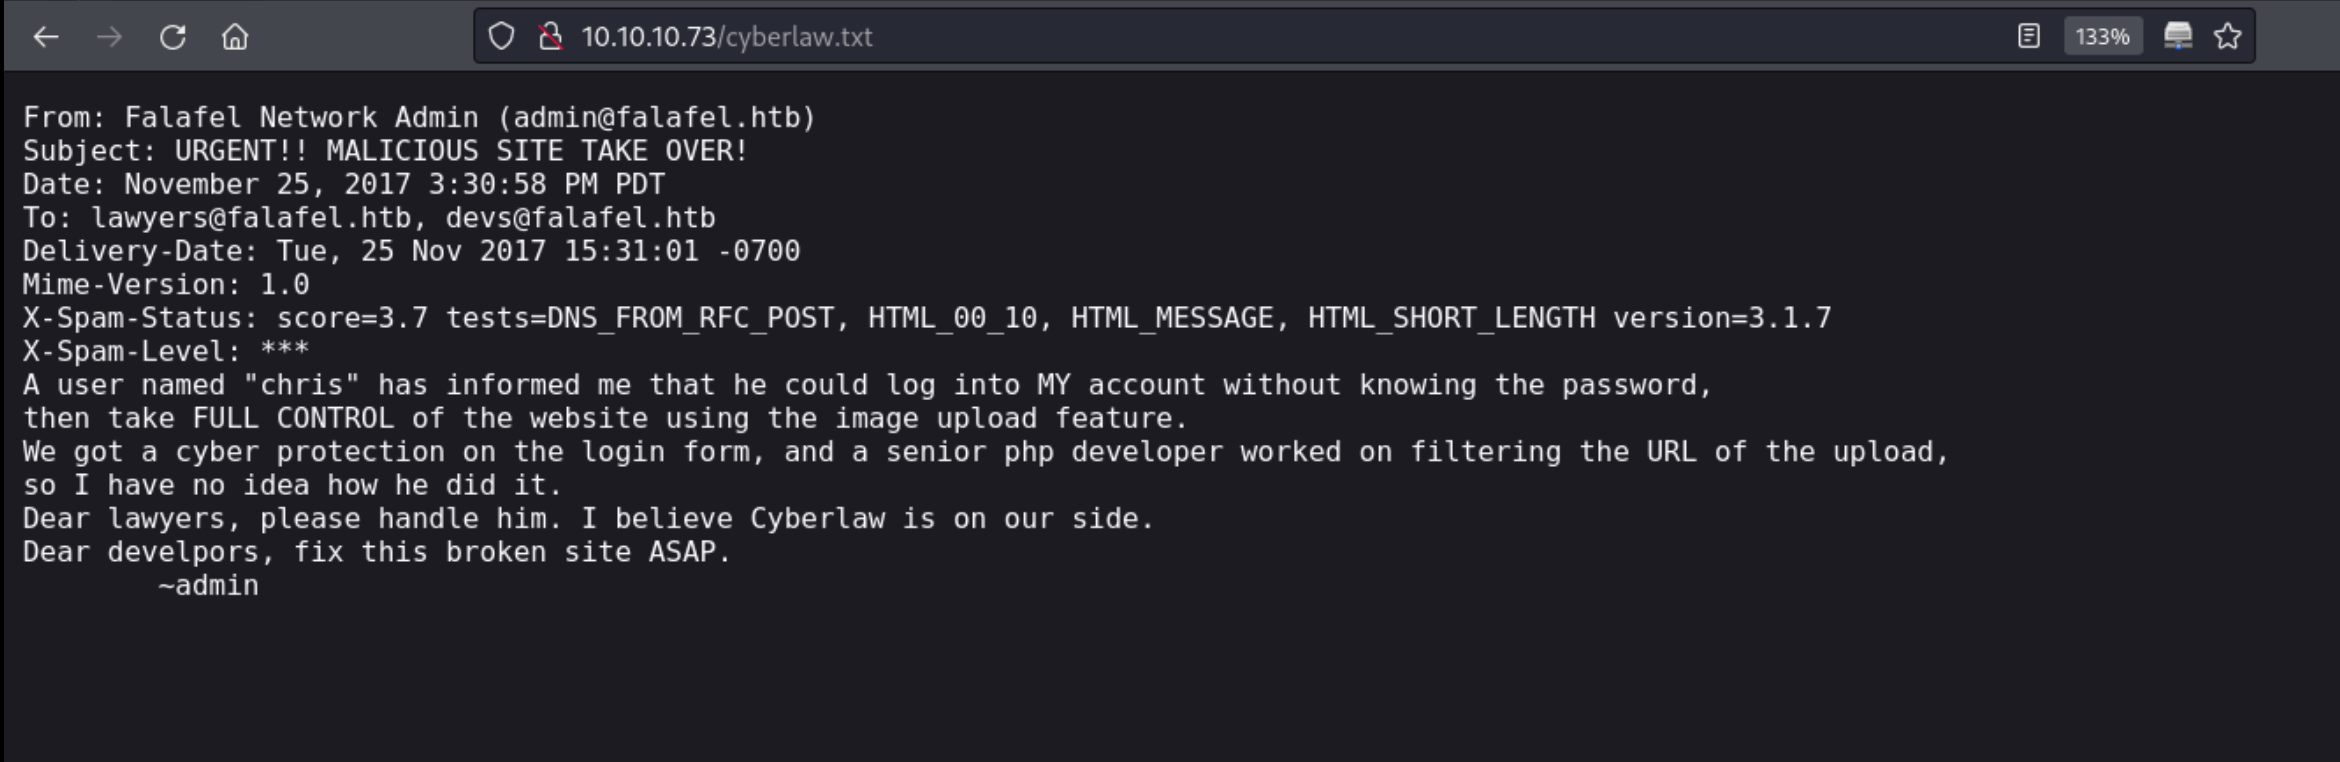 10.10.10.73/cyberlaw.txt
133%
From: Falafel Network Admin (admin@falafel.htb)
Subject: URGENT!! MALICIOUS SITE TAKE OVER!
Date: November 25, 2017 3:30:58 PM PDT
To: lawyers@falafel.htb, devs@falafel.htb
Delivery-Date: Tue, 25 Nov 2017 15:31:01 -0700
Mime-Version: 1.0
X-Spam-Status: score=3.7 tests=DNS_FROM_RFC_POST, HTML_00_10, HTML_MESSAGE, HTML_SHORT_LENGTH version=3.1.7
X-Spam-Level: ***
A user named "chris" has informed me that he could log into MY account without knowing the password,
then take FULL CONTROL of the website using the image upload feature.
We got a cyber protection on the login form, and a senior php developer worked on filtering the URL of the upload,
so I have no idea how he did it.
Dear lawyers, please handle him. I believe Cyberlaw is on our side.
Dear develpors, fix this broken site ASAP.
~admin